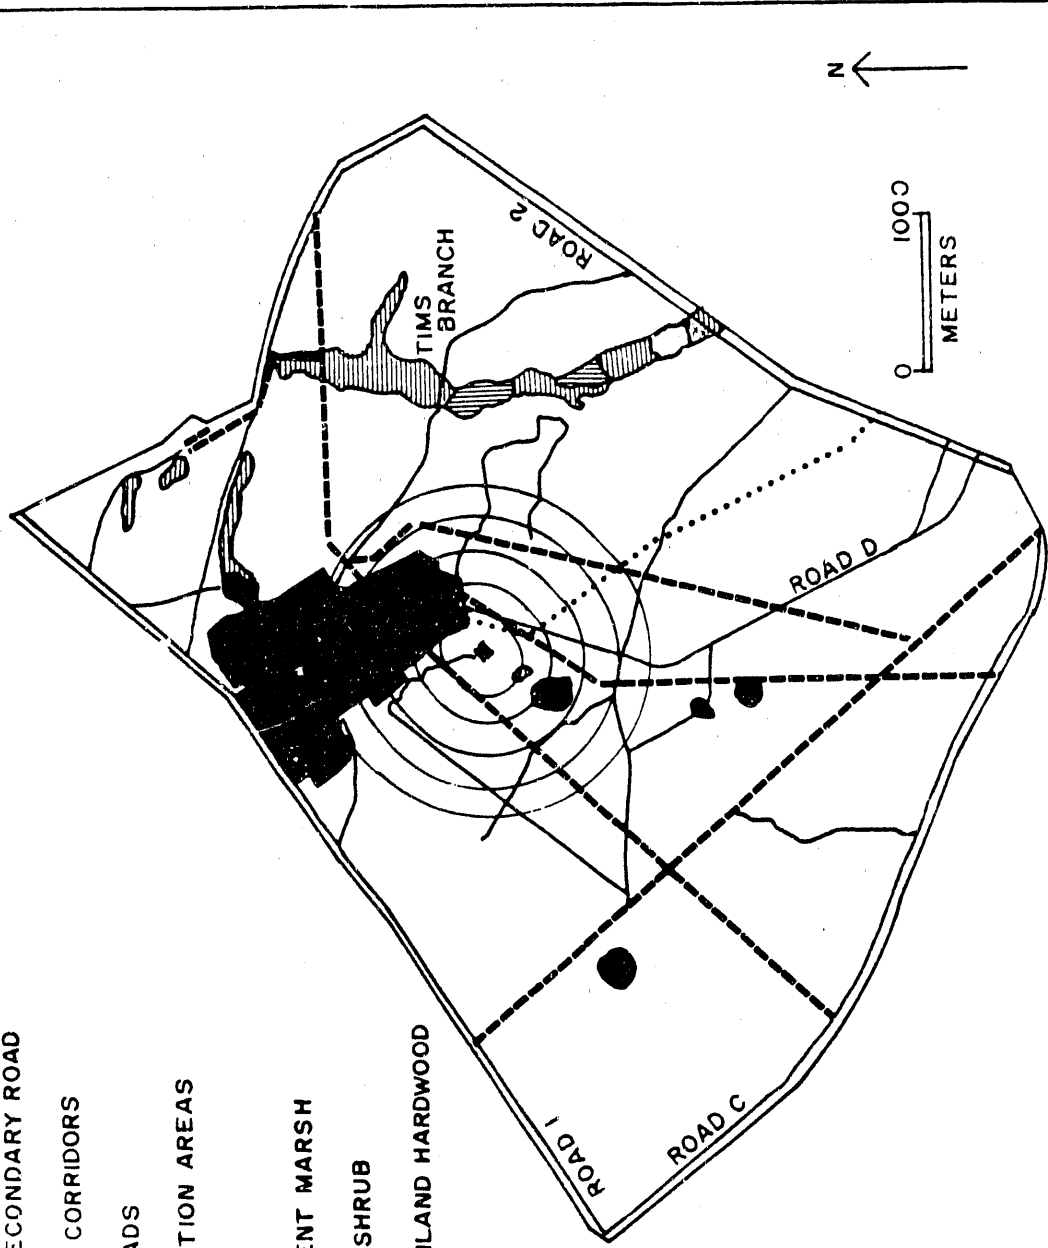 ECONDARY ROAD
CORRIDORS
ADS
TION AREAS
ENT MARSH
SHRUB
LAND HARDWOOD
N
0 1000
METERS
TIMS
BRANCH
ROAD 2
ROAD D
ROAD 1
ROAD C